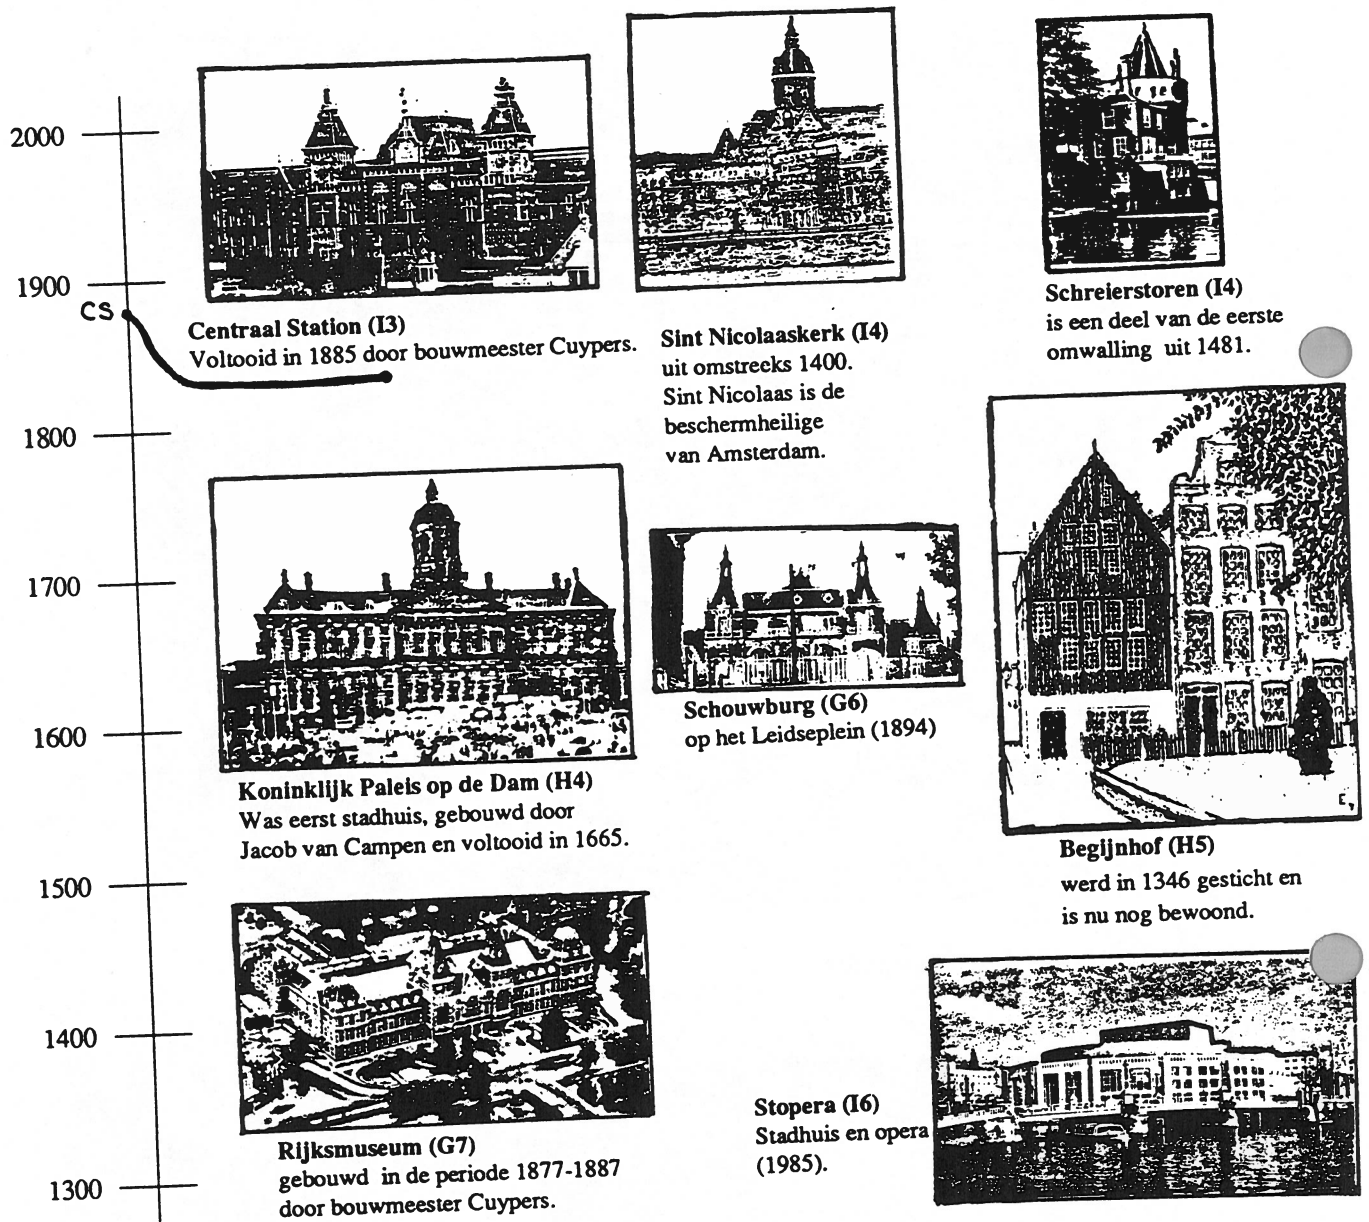 2000
1900
CS
1800
1700
1600
1500
1400
1300
Centraal Station (I3)
Voltooid in 1885 door bouwmeester Cuypers.
Sint Nicolaaskerk (I4)
uit omstreeks 1400.
Sint Nicolaas is de
beschermheilige
van Amsterdam.
Schreierstoren (I4)
is een deel van de eerste
omwalling uit 1481.
Koninklijk Paleis op de Dam (H4)
Was eerst stadhuis, gebouwd door
Jacob van Campen en voltooid in 1665.
Schouwburg (G6)
op het Leidseplein (1894)
Begijnhof (H5)
werd in 1346 gesticht en
is nu nog bewoond.
Rijksmuseum (G7)
gebouwd in de periode 1877-1887
door bouwmeester Cuypers.
Stopera (I6)
Stadhuis en opera
(1985).